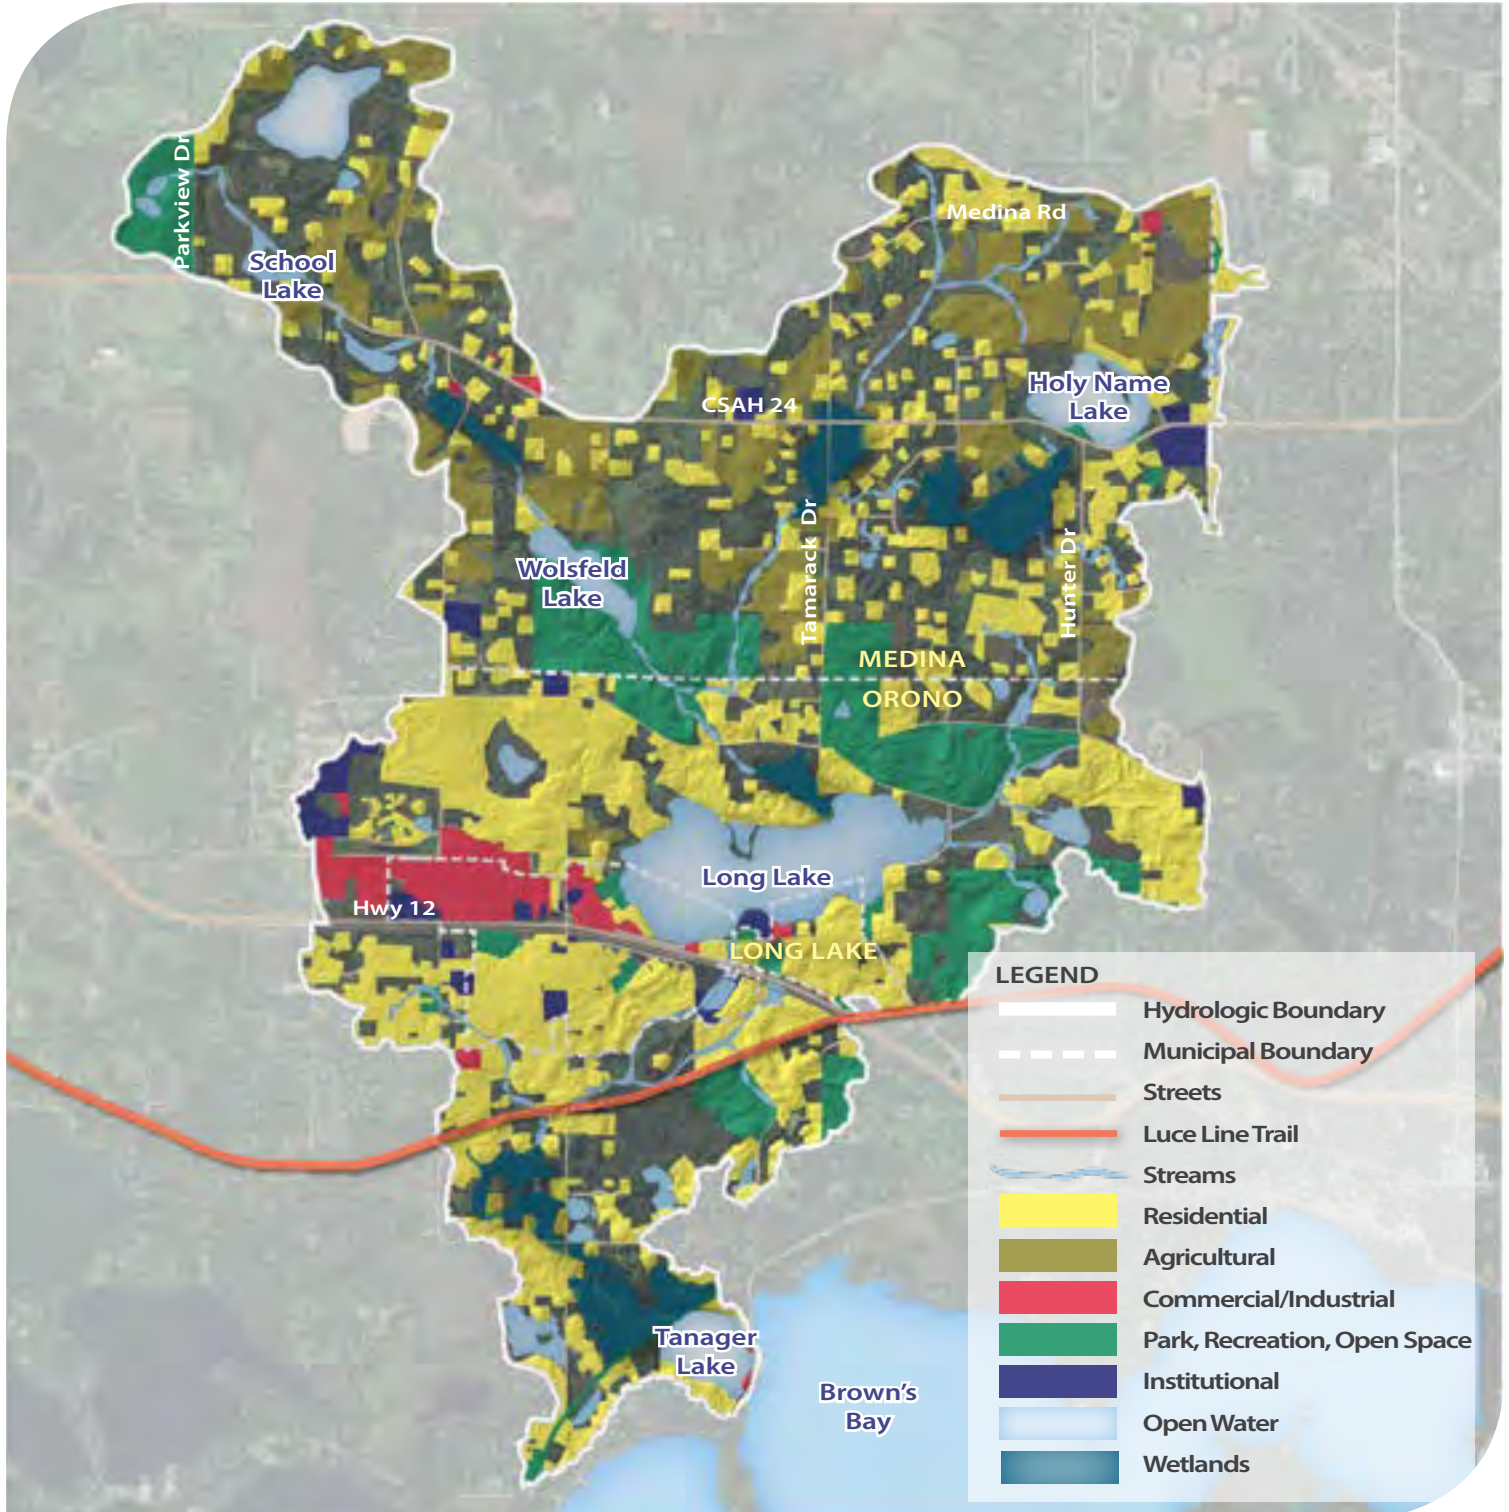 Parkview Dr
Medina Rd
School
Lake
Holy Name
Lake
CSAH 24
Wolsfeld
Lake
Tamarack Dr
Hunter Dr
MEDINA
ORONO
Long Lake
Hwy 12
LONG LAKE
Tanager
Lake
Brown's
Bay
LEGEND
Hydrologic Boundary
Municipal Boundary
Streets
Luce Line Trail
Streams
Residential
Agricultural
Commercial/Industrial
Park, Recreation, Open Space
Institutional
Open Water
Wetlands